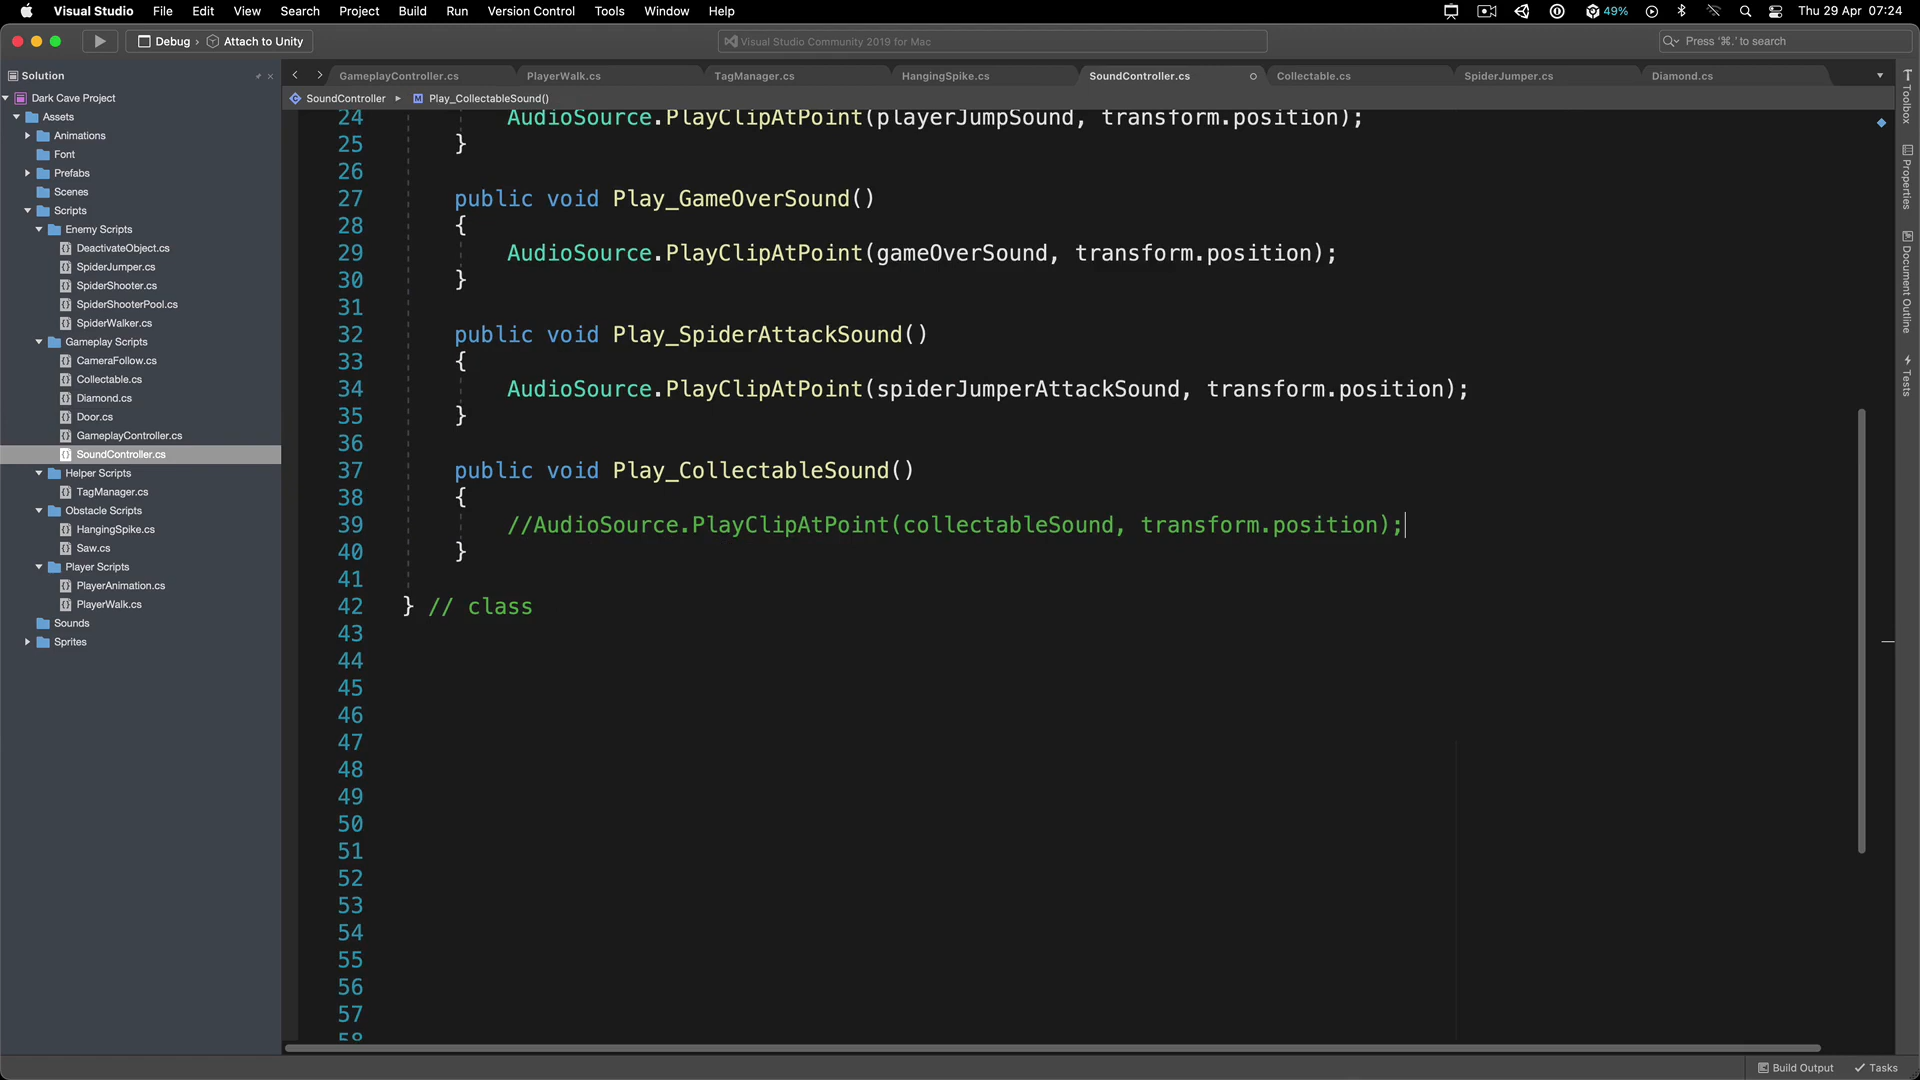 Visual Studio File Edit View Search Project Build Run Version Control Tools Window Help 49% Thu 29 Apr 07:24
Debug › Attach to Unity Visual Studio Community 2019 for Mac Press '⌘.' to search
Solution
GameplayController.cs PlayerWalk.cs TagManager.cs HangingSpike.cs SoundController.cs Collectable.cs SpiderJumper.cs Diamond.cs
SoundController ▸ M Play_CollectableSound()
Dark Cave Project
Assets
Animations
Font
Prefabs
Scenes
Scripts
Enemy Scripts
DeactivateObject.cs
SpiderJumper.cs
SpiderShooter.cs
SpiderShooterPool.cs
SpiderWalker.cs
Gameplay Scripts
CameraFollow.cs
Collectable.cs
Diamond.cs
Door.cs
GameplayController.cs
SoundController.cs
Helper Scripts
TagManager.cs
Obstacle Scripts
HangingSpike.cs
Saw.cs
Player Scripts
PlayerAnimation.cs
PlayerWalk.cs
Sounds
Sprites
24 AudioSource.PlayClipAtPoint(playerJumpSound, transform.position);
25 }
26
27 public void Play_GameOverSound()
28 {
29 AudioSource.PlayClipAtPoint(gameOverSound, transform.position);
30 }
31
32 public void Play_SpiderAttackSound()
33 {
34 AudioSource.PlayClipAtPoint(spiderJumperAttackSound, transform.position);
35 }
36
37 public void Play_CollectableSound()
38 {
39 //AudioSource.PlayClipAtPoint(collectableSound, transform.position);
40 }
41
42 } // class
43
44
45
46
47
48
49
50
51
52
53
54
55
56
57
58
Toolbox
Properties
Document Outline
Tests
Build Output Tasks